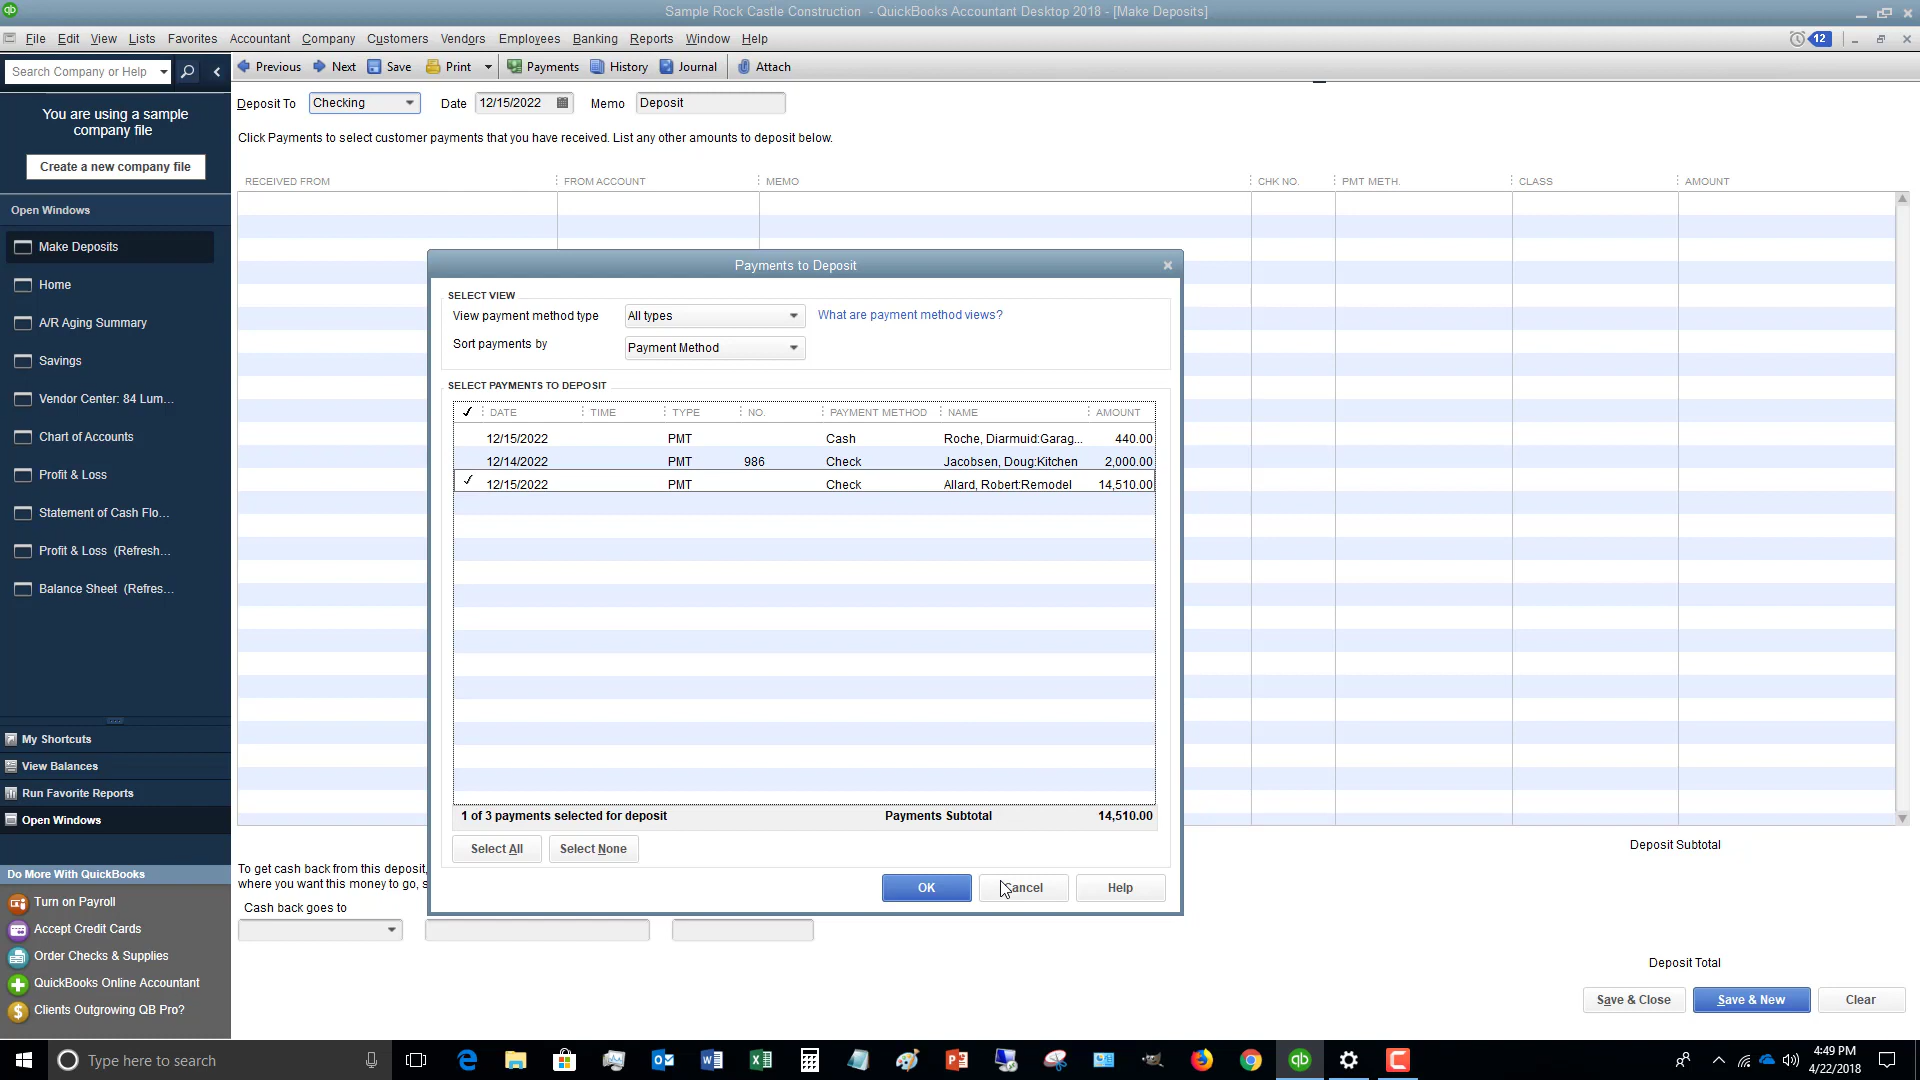 Sample Rock Castle Construction - QuickBooks Accountant Desktop 2018 - [Make Deposits]
File Edit View Lists Favorites Accountant Company Customers Vendors Employees Banking Reports Window Help
12
Search Company or Help
Previous Next Save Print Payments History Journal Attach
You are using a sample
company file
Create a new company file
Deposit To Checking Date 12/15/2022 Memo Deposit
Click Payments to select customer payments that you have received. List any other amounts to deposit below.
RECEIVED FROM FROM ACCOUNT MEMO CHK NO. PMT METH. CLASS AMOUNT
Open Windows
Make Deposits
Home
A/R Aging Summary
Savings
Vendor Center: 84 Lum...
Chart of Accounts
Profit & Loss
Statement of Cash Flo...
Profit & Loss (Refresh...
Balance Sheet (Refres...
My Shortcuts
View Balances
Run Favorite Reports
Open Windows
Do More With QuickBooks
Turn on Payroll
Accept Credit Cards
Order Checks & Supplies
QuickBooks Online Accountant
Clients Outgrowing QB Pro?
Payments to Deposit
SELECT VIEW
View payment method type All types What are payment method views?
Sort payments by Payment Method
SELECT PAYMENTS TO DEPOSIT
✓ DATE TIME TYPE NO. PAYMENT METHOD NAME AMOUNT
12/15/2022 PMT Cash Roche, Diarmuid:Garag... 440.00
12/14/2022 PMT 986 Check Jacobsen, Doug:Kitchen 2,000.00
✓ 12/15/2022 PMT Check Allard, Robert:Remodel 14,510.00
1 of 3 payments selected for deposit Payments Subtotal 14,510.00
Select All Select None
OK Cancel Help
Deposit Subtotal
To get cash back from this deposit,
where you want this money to go, s
Cash back goes to
Deposit Total
Save & Close Save & New Clear
Type here to search
4:49 PM
4/22/2018